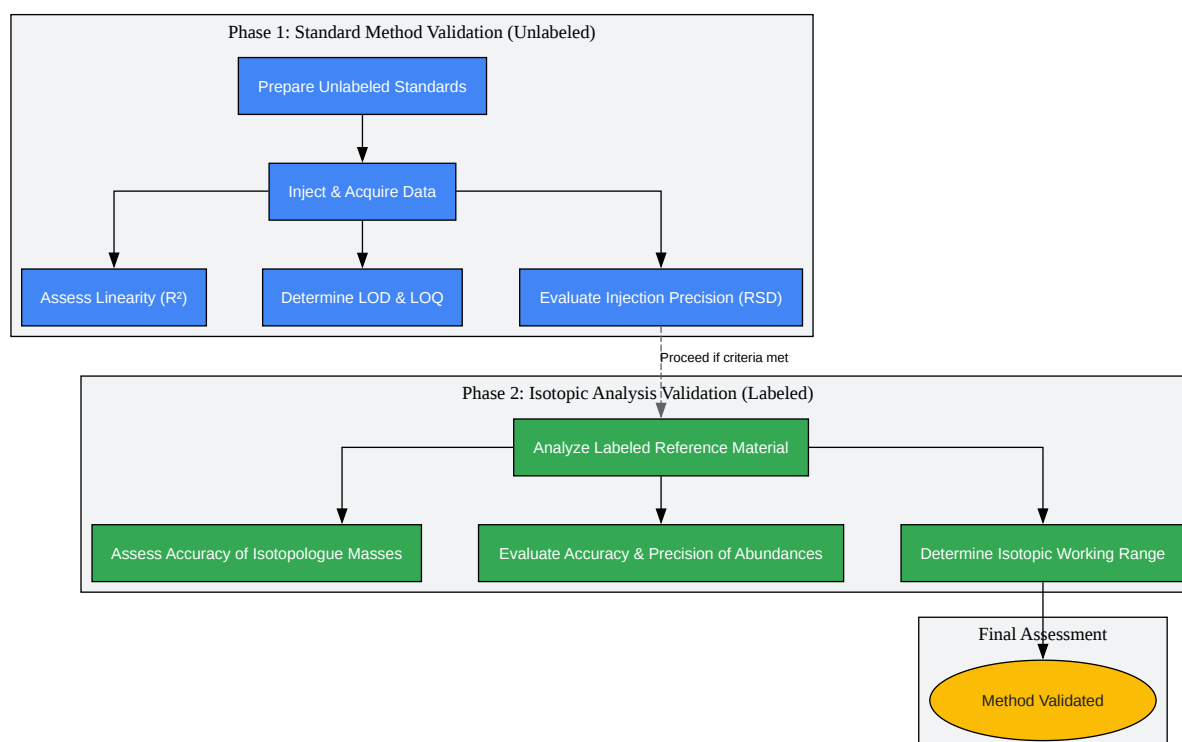 Phase 1: Standard Method Validation (Unlabeled)
Prepare Unlabeled Standards
Inject & Acquire Data
Assess Linearity (R²)
Determine LOD & LOQ
Evaluate Injection Precision (RSD)
Proceed if criteria met
Phase 2: Isotopic Analysis Validation (Labeled)
Analyze Labeled Reference Material
Assess Accuracy of Isotopologue Masses
Evaluate Accuracy & Precision of Abundances
Determine Isotopic Working Range
Final Assessment
Method Validated